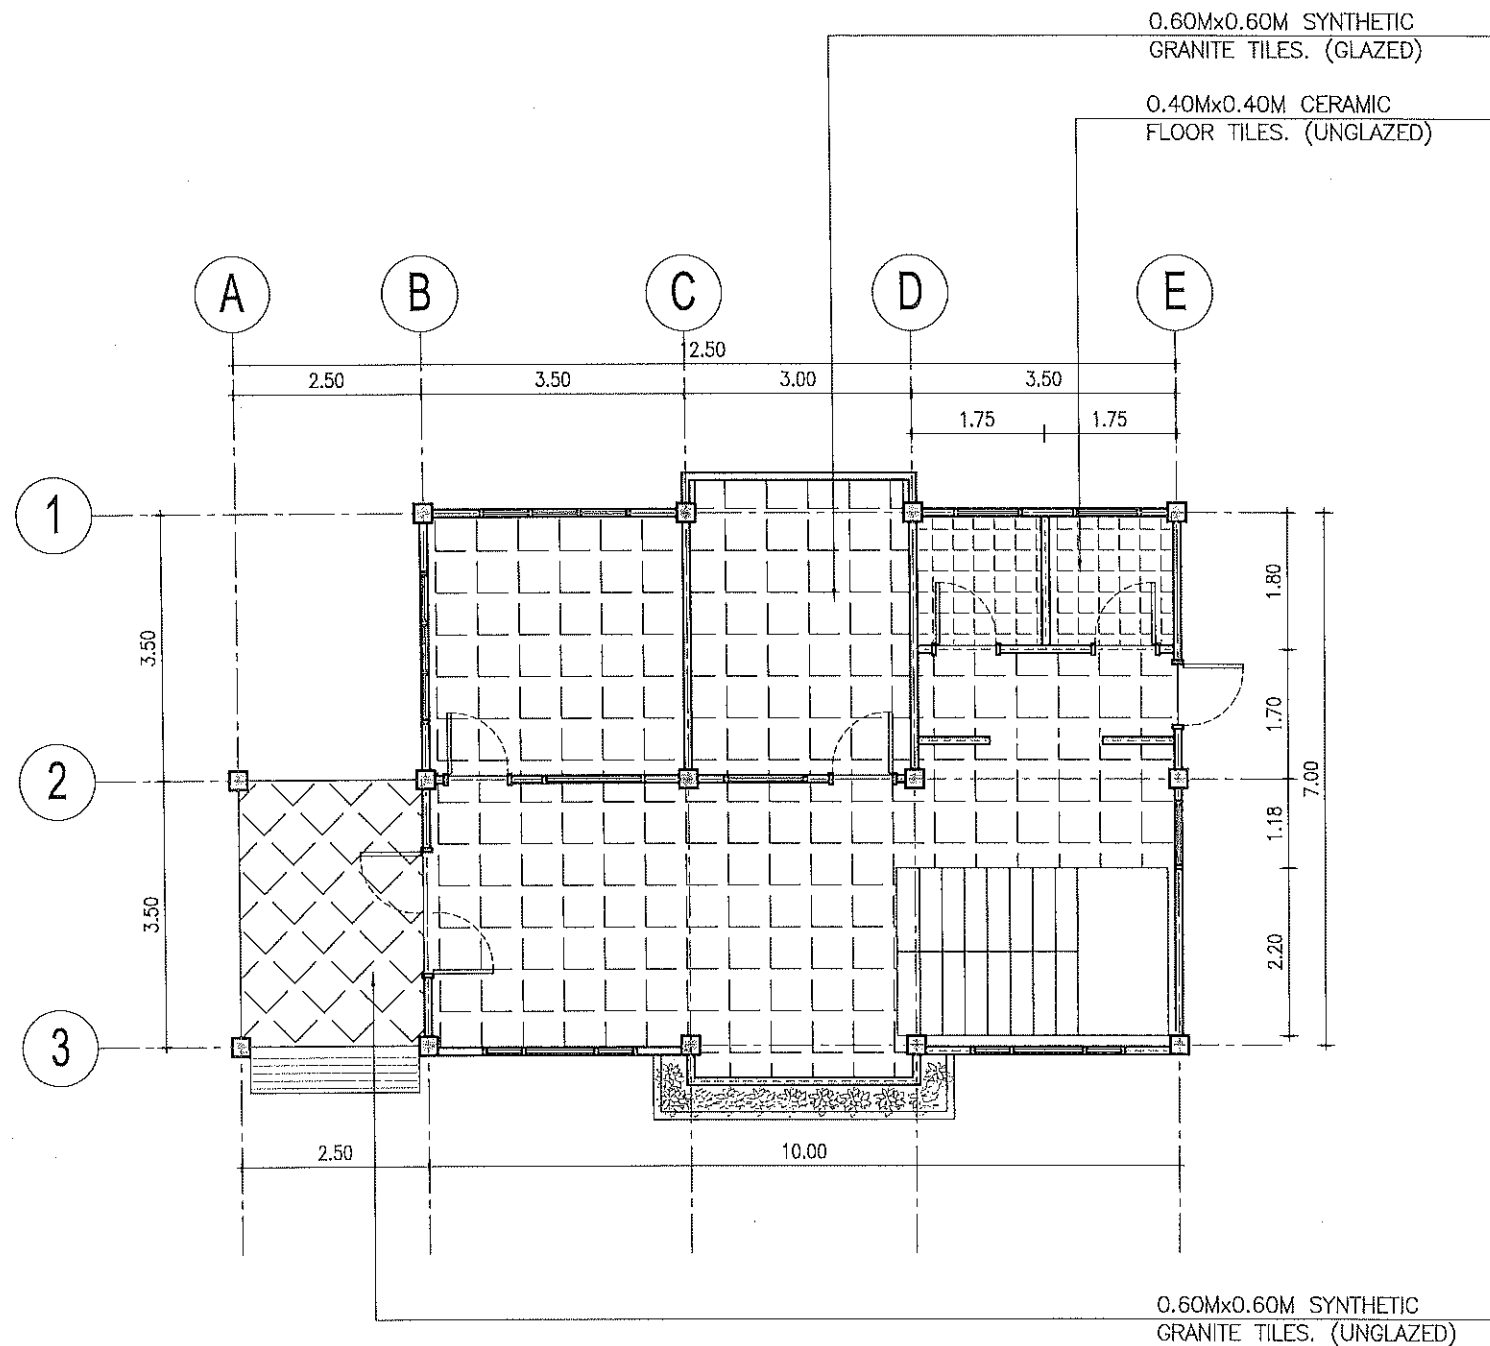 0.60Mx0.60M SYNTHETIC
GRANITE TILES. (GLAZED)
0.40Mx0.40M CERAMIC
FLOOR TILES. (UNGLAZED)
A
B
C
D
E
12.50
2.50
3.50
3.00
3.50
1.75
1.75
1
2
3
3.50
3.50
1.80
1.70
1.18
2.20
7.00
2.50
10.00
0.60Mx0.60M SYNTHETIC
GRANITE TILES. (UNGLAZED)